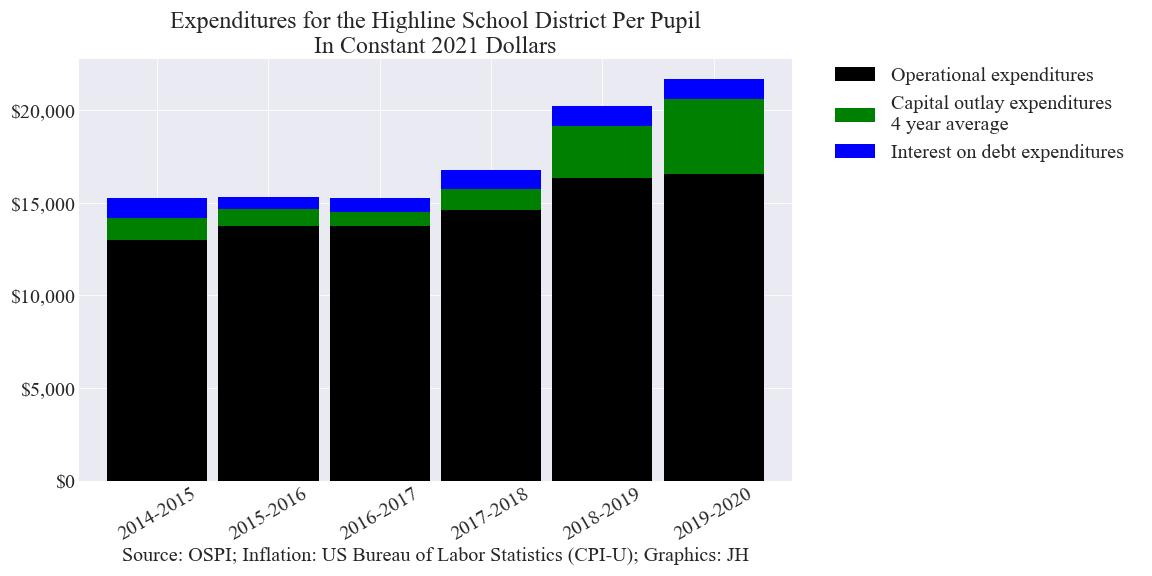 Expenditures for the Highline School District Per Pupil
In Constant 2021 Dollars
Operational expenditures
Capital outlay expenditures
4 year average
Interest on debt expenditures
$20,000
$15,000
$10,000
$5,000
$0
2014-2015
2015-2016
2016-2017
2017-2018
2018-2019
2019-2020
Source: OSPI; Inflation: US Bureau of Labor Statistics (CPI-U); Graphics: JH